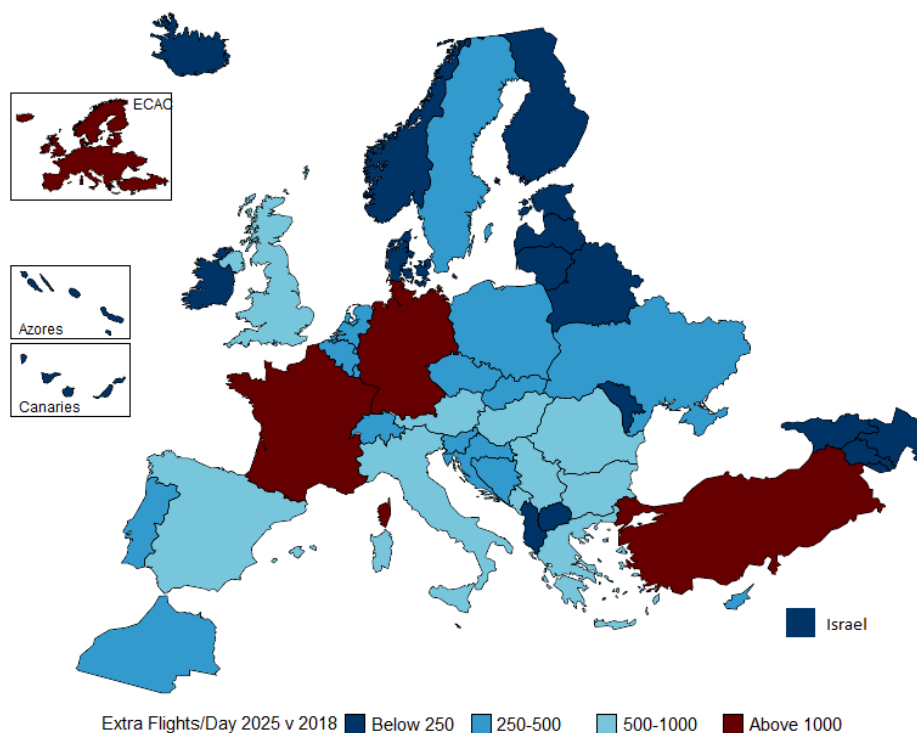 ECAC
Azores
Canaries
Israel
Extra Flights/Day 2025 v 2018 Below 250 250-500 500-1000 Above 1000